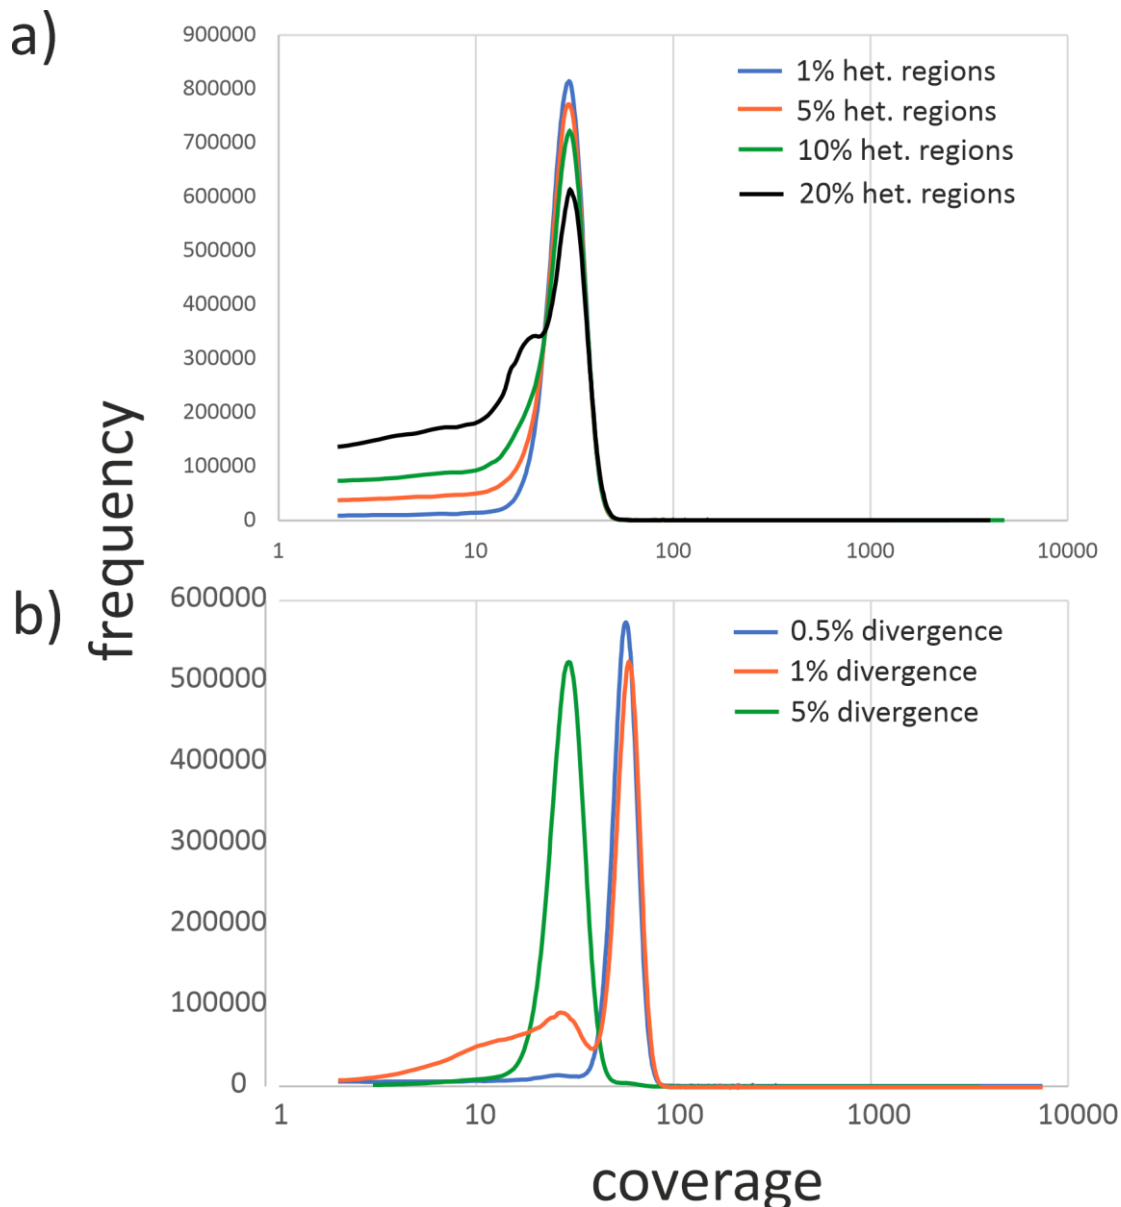 a)
900000
800000
700000
600000
500000
400000
300000
200000
100000
0
1 10 100 1000 10000
1% het. regions
5% het. regions
10% het. regions
20% het. regions
frequency
b)
600000
500000
400000
300000
200000
100000
0
1 10 100 1000 10000
0.5% divergence
1% divergence
5% divergence
coverage